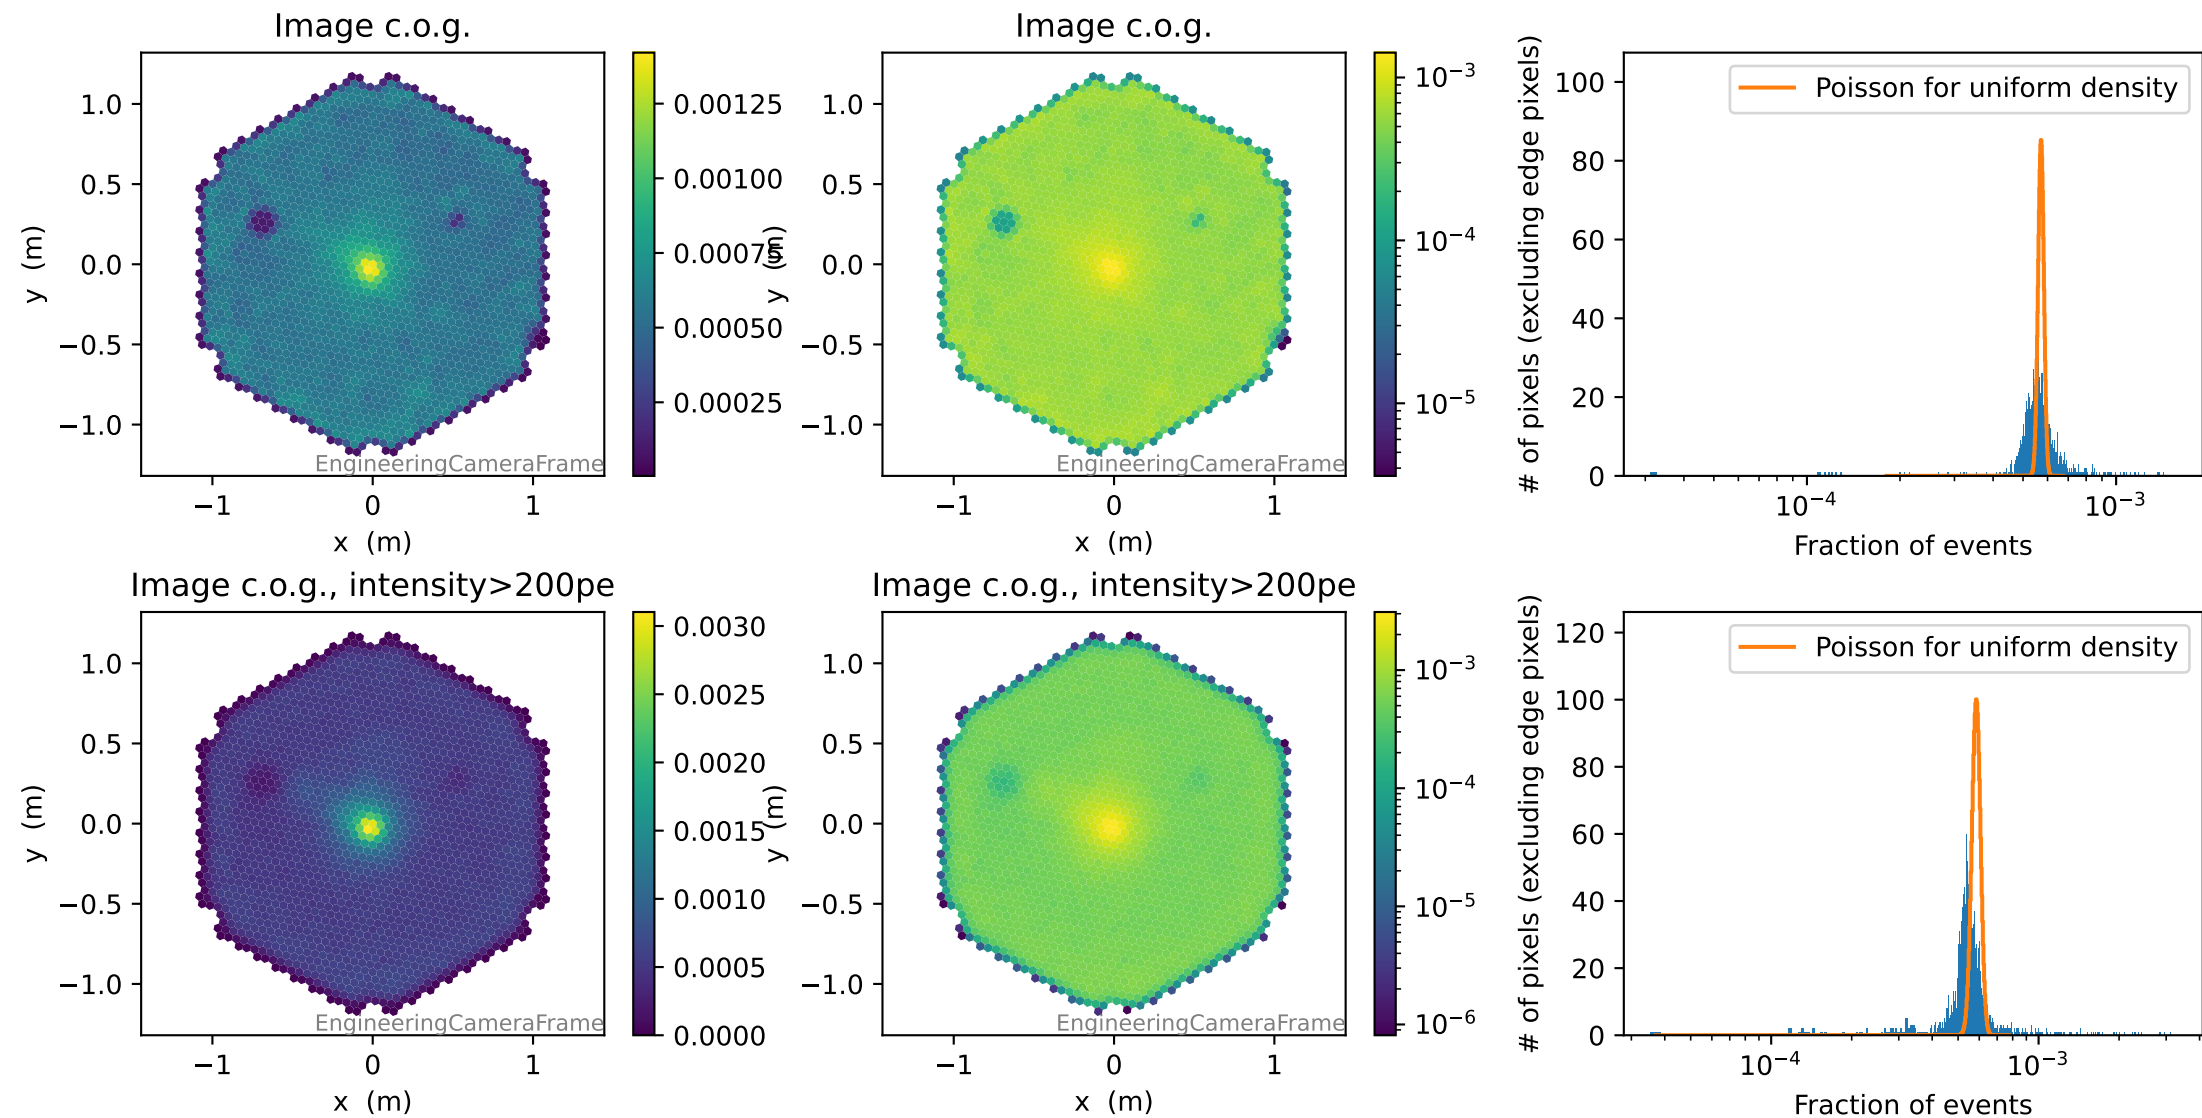 Image c.o.g.
y (m)
1.0
0.5
0.0
−0.5
−1.0
EngineeringCameraFrame
−1 0 1
x (m)
0.00125
0.00100
0.00075
0.00050
0.00025
Image c.o.g.
y (m)
1.0
0.5
0.0
−0.5
−1.0
EngineeringCameraFrame
−1 0 1
x (m)
10⁻³
10⁻⁴
10⁻⁵
# of pixels (excluding edge pixels)
100
80
60
40
20
0
Poisson for uniform density
10⁻⁴ 10⁻³
Fraction of events
Image c.o.g., intensity>200pe
y (m)
1.0
0.5
0.0
−0.5
−1.0
EngineeringCameraFrame
−1 0 1
x (m)
0.0030
0.0025
0.0020
0.0015
0.0010
0.0005
0.0000
Image c.o.g., intensity>200pe
y (m)
1.0
0.5
0.0
−0.5
−1.0
EngineeringCameraFrame
−1 0 1
x (m)
10⁻³
10⁻⁴
10⁻⁵
10⁻⁶
# of pixels (excluding edge pixels)
120
100
80
60
40
20
0
Poisson for uniform density
10⁻⁴ 10⁻³
Fraction of events